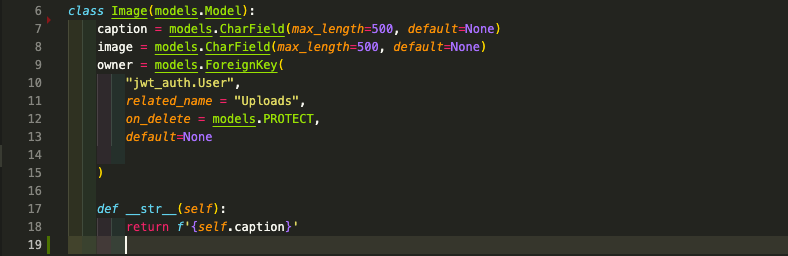 6 class Image(models.Model):
7     caption = models.CharField(max_length=500, default=None)
8     image = models.CharField(max_length=500, default=None)
9     owner = models.ForeignKey(
10         "jwt_auth.User",
11         related_name = "Uploads",
12         on_delete = models.PROTECT,
13         default=None
14
15     )
16
17     def __str__(self):
18         return f'{self.caption}'
19